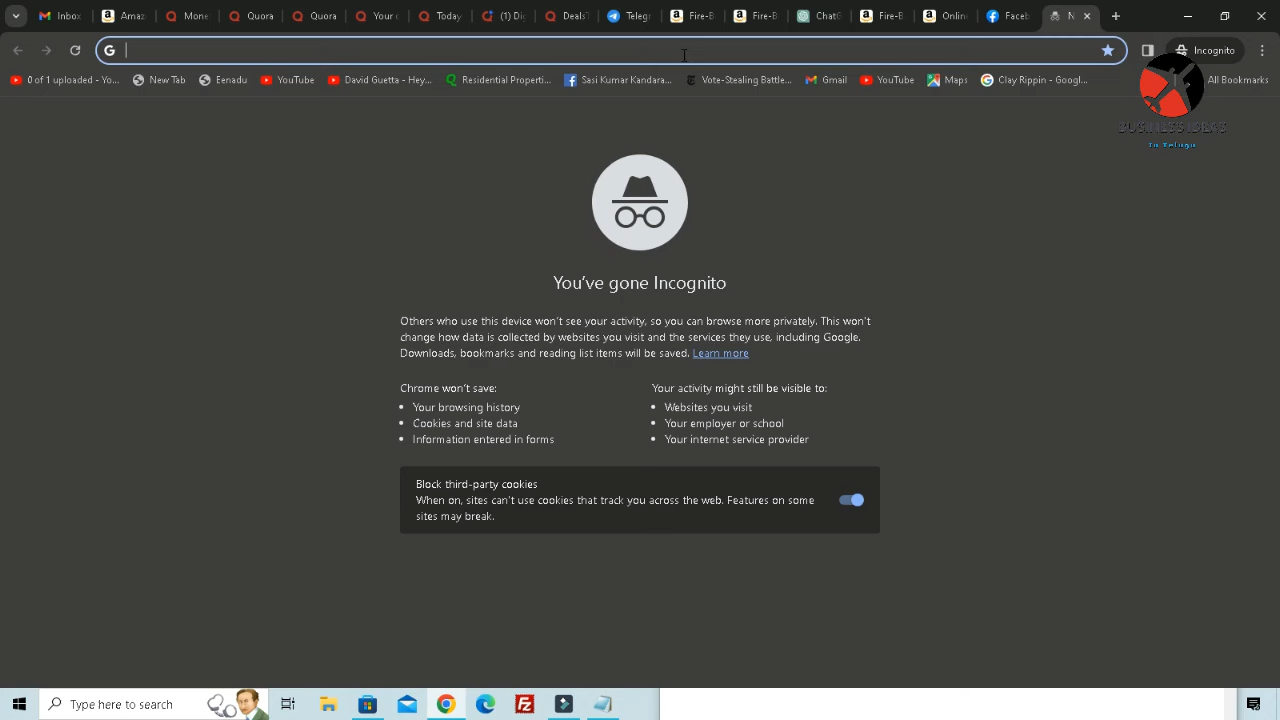 Inbo
Amaz
Mone
Quora
Quora
Your c
Today
(1) Dig
Deals?
Telegr
Fire-B
Fire-B
ChatG
Fire-B
Onlin
Faceb
N
Incognito
0 of 1 uploaded - Yo...
New Tab
Eenadu
YouTube
David Guetta - Hey...
Residential Properti...
Sasi Kumar Kandara...
Vote-Stealing Battle...
Gmail
YouTube
Maps
Clay Rippin - Googl...
All Bookmarks
BUSINESS IDEAS
In Telugu
You've gone Incognito
Others who use this device won't see your activity, so you can browse more privately. This won't
change how data is collected by websites you visit and the services they use, including Google.
Downloads, bookmarks and reading list items will be saved. Learn more
Chrome won't save:
Your browsing history
Cookies and site data
Information entered in forms
Your activity might still be visible to:
Websites you visit
Your employer or school
Your internet service provider
Block third-party cookies
When on, sites can't use cookies that track you across the web. Features on some
sites may break.
Type here to search